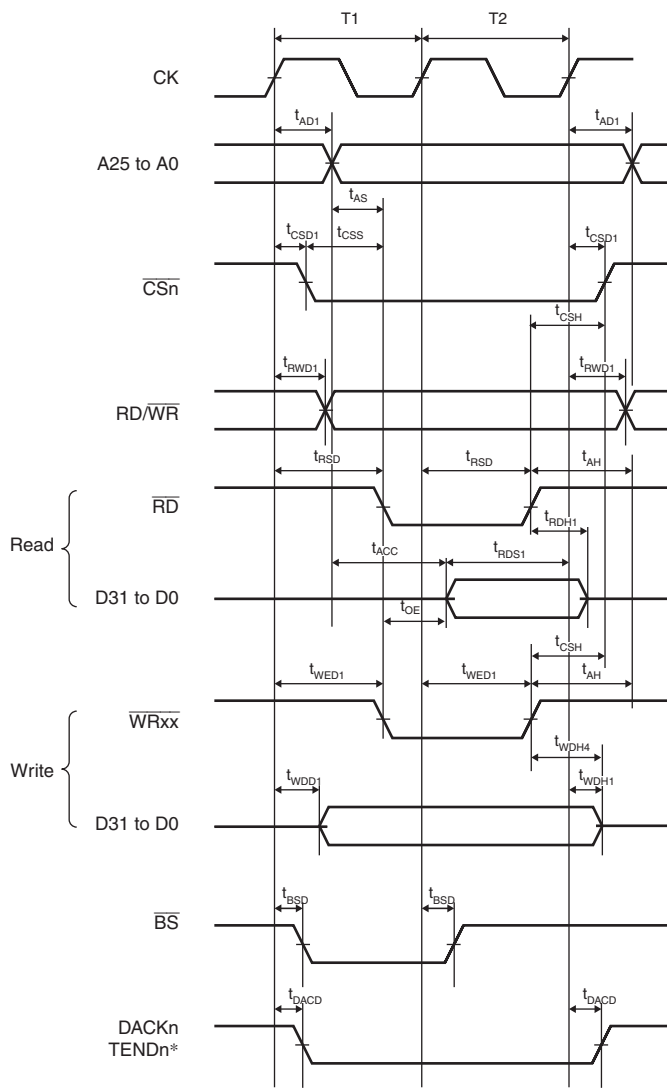 T1 T2
CK
tAD1 tAD1
A25 to A0
tAS
tCSD1 tCSS tCSD1
CSn
tCSH
tRWD1 tRWD1
RD/WR
tRSD tRSD tAH
RD
tRDH1
Read
tACC tRDS1
D31 to D0
tOE
tCSH
tWED1 tWED1 tAH
WRxx
tWDH4
Write
tWDD1 tWDH1
D31 to D0
tBSD tBSD
BS
tDACD tDACD
DACKn
TENDn*